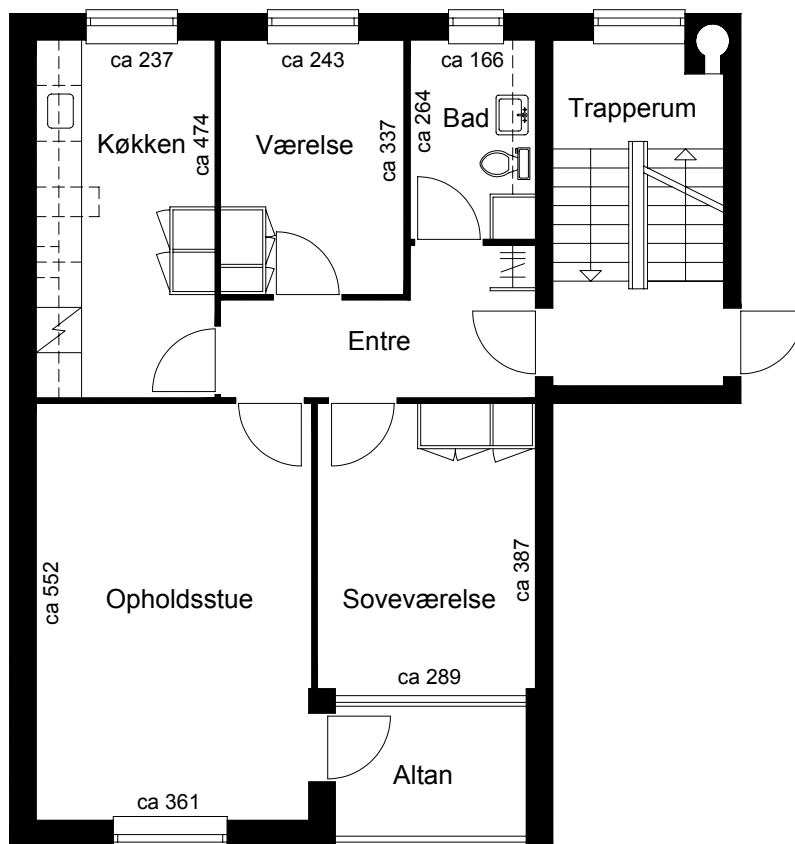 ca 237
ca 243
ca 166
Trapperum
Køkken
ca 474
Værelse
ca 337
ca 264
Bad
Entre
ca 552
Opholdsstue
Soveværelse
ca 387
ca 289
Altan
ca 361